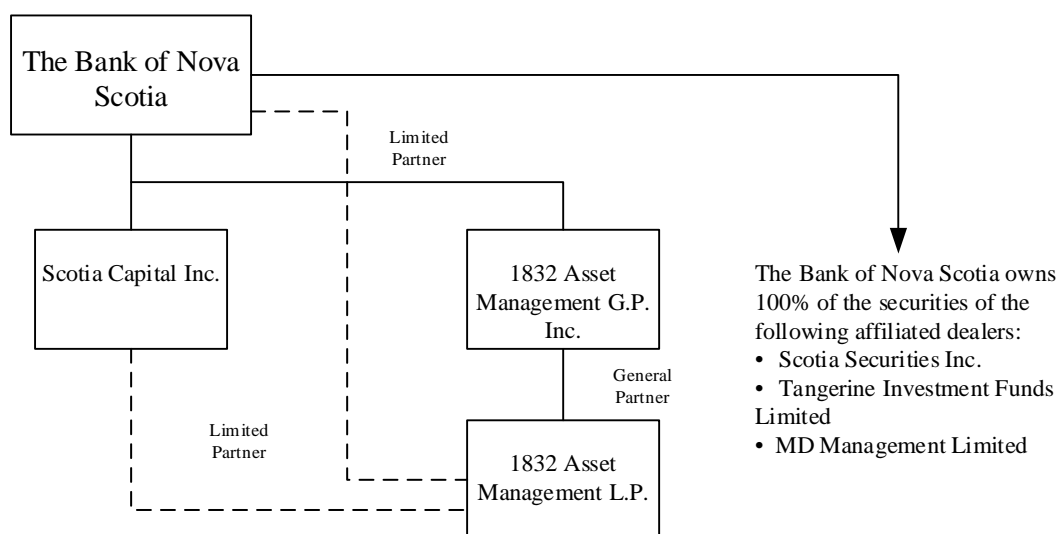 The Bank of Nova
Scotia
Limited
Partner
Scotia Capital Inc.
1832 Asset
Management G.P.
Inc.
The Bank of Nova Scotia owns
100% of the securities of the
following affiliated dealers:
• Scotia Securities Inc.
• Tangerine Investment Funds
Limited
• MD Management Limited
General
Partner
Limited
Partner
1832 Asset
Management L.P.